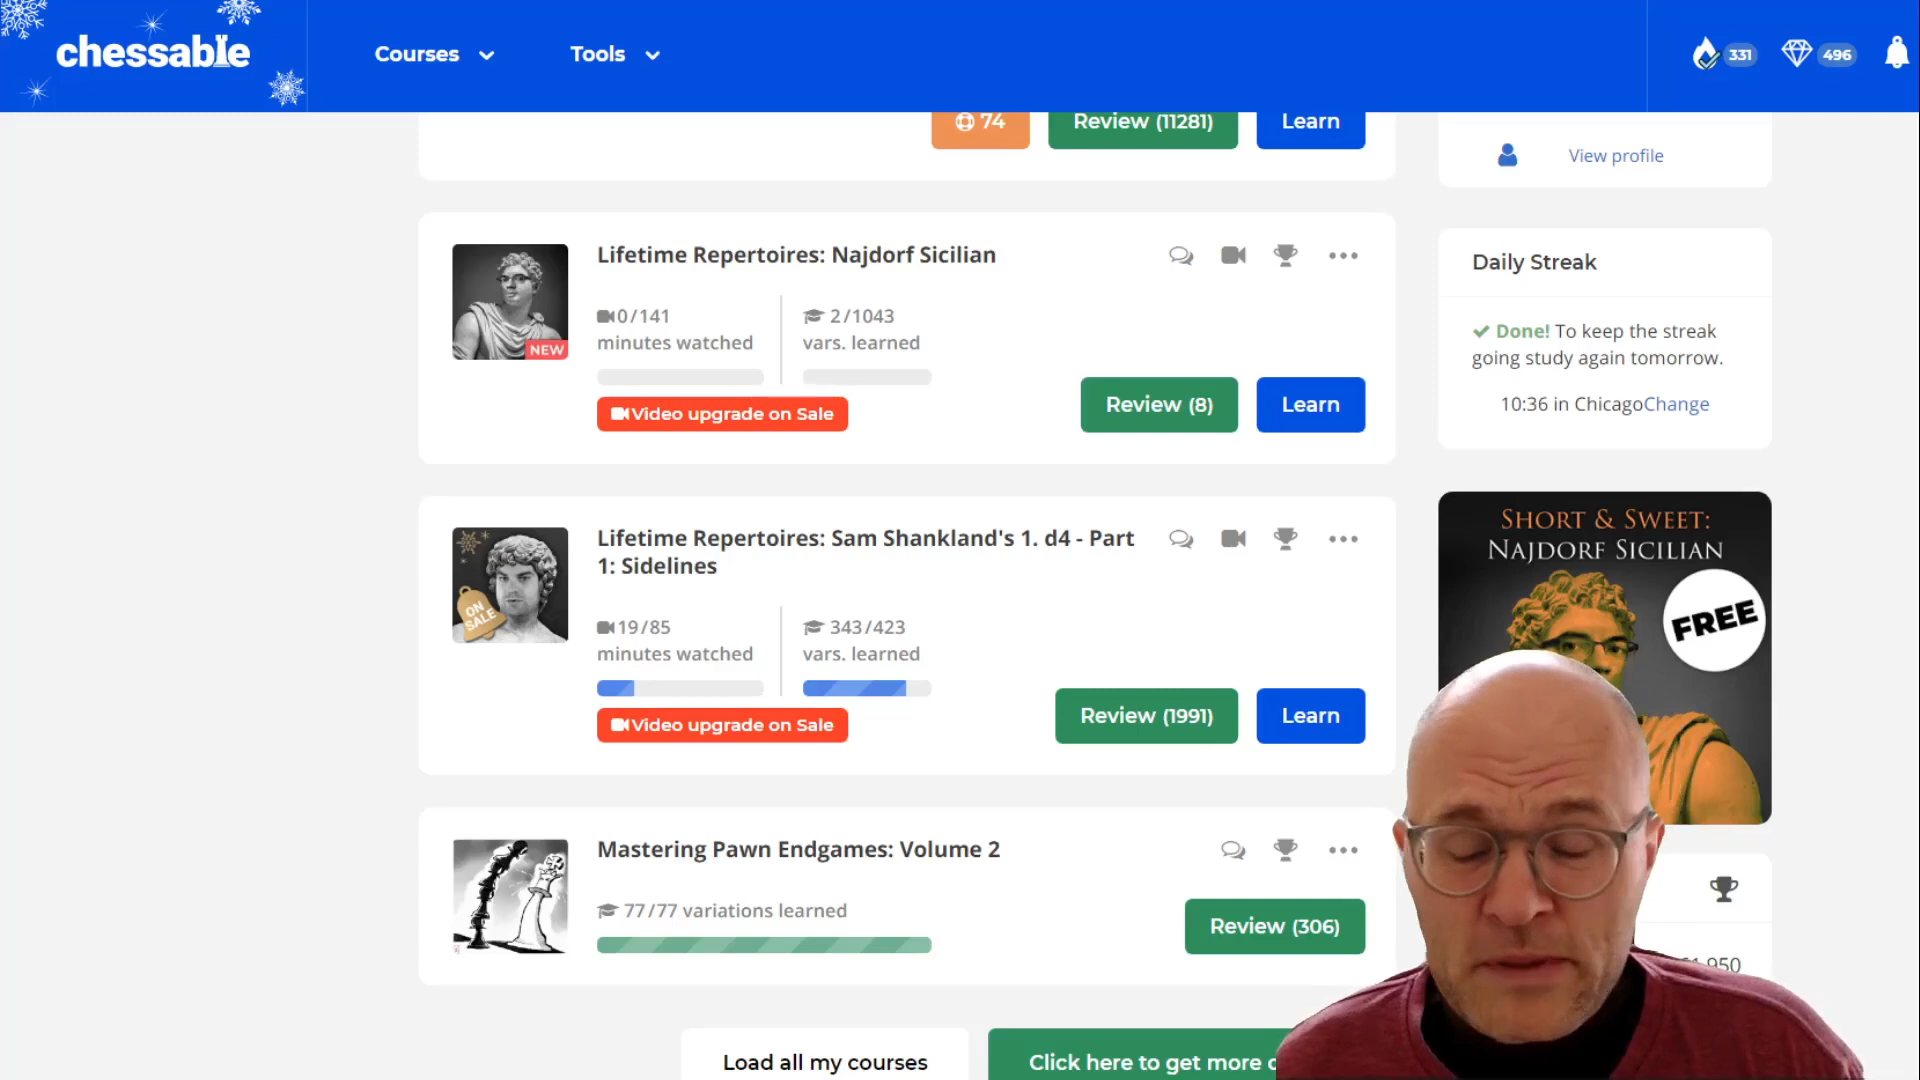 chessable
Courses
Tools
331
496
74
Review (11281)
Learn
View profile
Lifetime Repertoires: Najdorf Sicilian
NEW
0/141
minutes watched
2/1043
vars. learned
Video upgrade on Sale
Review (8)
Learn
Daily Streak
Done! To keep the streak
going study again tomorrow.
10:36 in ChicagoChange
Lifetime Repertoires: Sam Shankland's 1. d4 - Part
1: Sidelines
ON
SALE
19/85
minutes watched
343/423
vars. learned
Video upgrade on Sale
Review (1991)
Learn
SHORT & SWEET:
NAJDORF SICILIAN
FREE
Mastering Pawn Endgames: Volume 2
77/77 variations learned
Review (306)
Load all my courses
Click here to get more